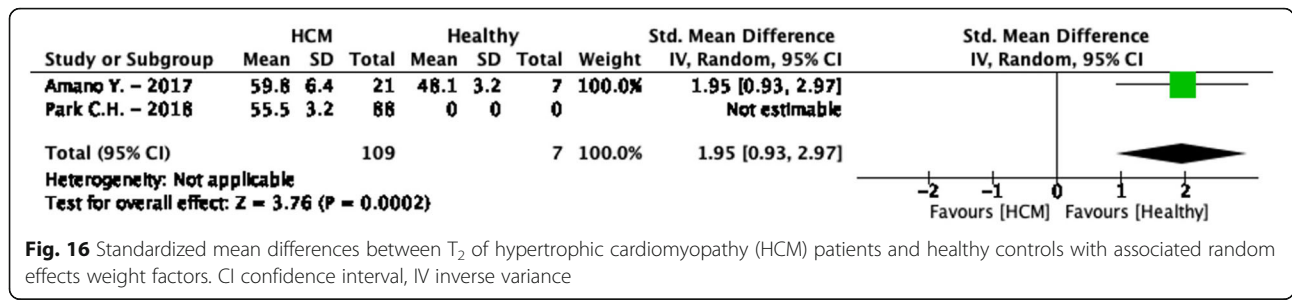 HCM Healthy Std. Mean Difference Std. Mean Difference
Study or Subgroup Mean SD Total Mean SD Total Weight IV, Random, 95% CI IV, Random, 95% CI
Amano Y. – 2017 59.8 6.4 21 48.1 3.2 7 100.0% 1.95 [0.93, 2.97]
Park C.H. – 2018 55.5 3.2 88 0 0 0 Not estimable
Total (95% CI) 109 7 100.0% 1.95 [0.93, 2.97]
Heterogeneity: Not applicable
Test for overall effect: Z = 3.76 (P = 0.0002)
−2 −1 0 1 2
Favours [HCM] Favours [Healthy]
Fig. 16 Standardized mean differences between T2 of hypertrophic cardiomyopathy (HCM) patients and healthy controls with associated random
effects weight factors. CI confidence interval, IV inverse variance